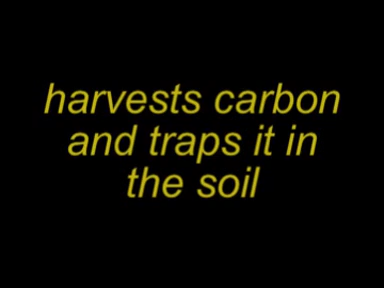 harvests carbon
and traps it in
the soil